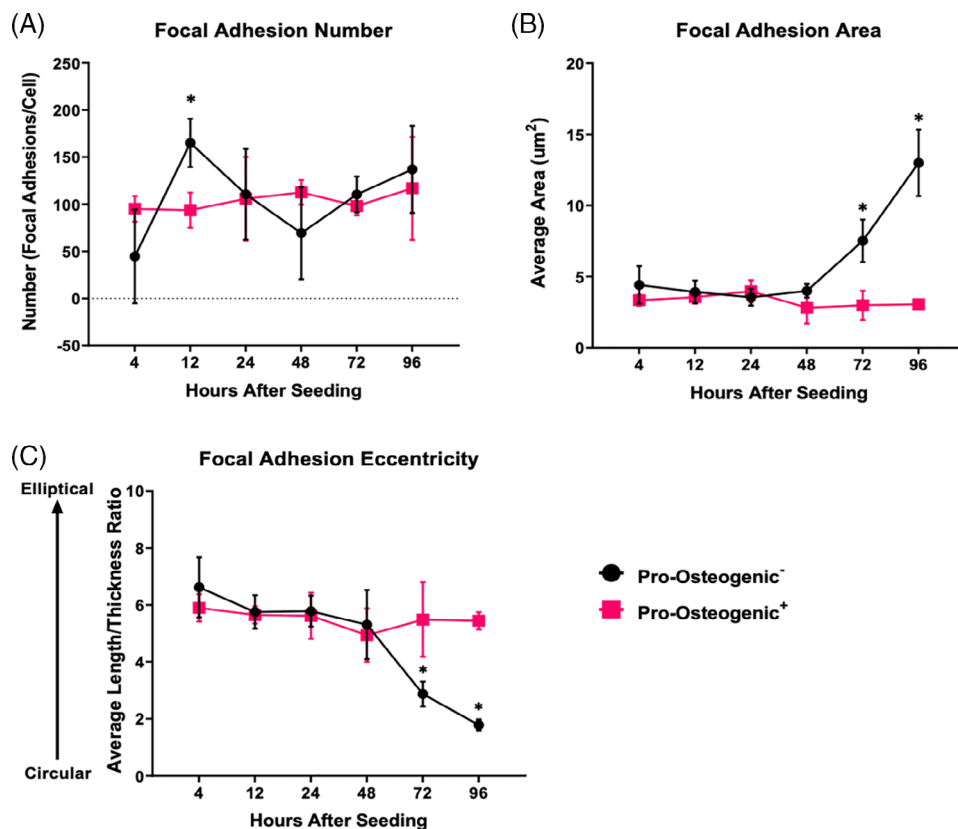 (A)
Focal Adhesion Number
Number (Focal Adhesions/Cell)
250
200
150
100
50
0
-50
*
4 12 24 48 72 96
Hours After Seeding
(B)
Focal Adhesion Area
Average Area (um²)
20
15
10
5
0
*
*
4 12 24 48 72 96
Hours After Seeding
(C)
Focal Adhesion Eccentricity
Elliptical
Circular
Average Length/Thickness Ratio
10
8
6
4
2
0
*
*
4 12 24 48 72 96
Hours After Seeding
Pro-Osteogenic⁻
Pro-Osteogenic⁺